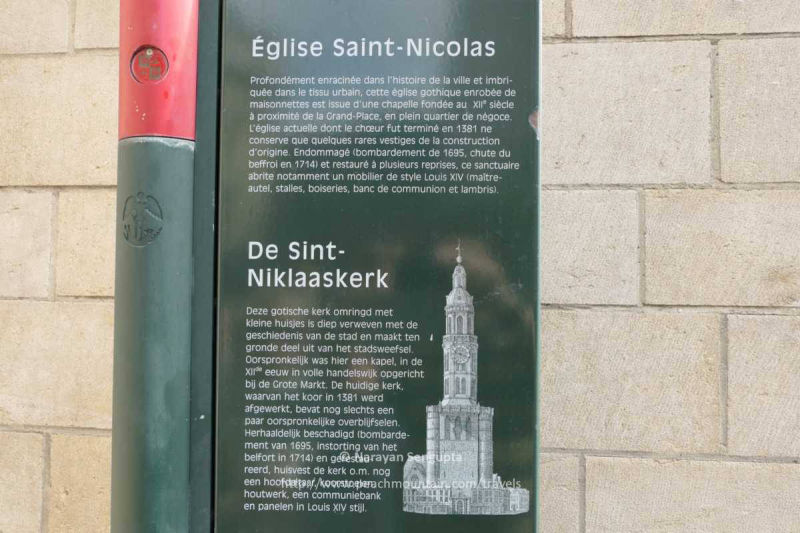 Église Saint-Nicolas
Profondément enracinée dans l'histoire de la ville et imbri-
quée dans le tissu urbain, cette église gothique enrobée de
maisonnettes est issue d'une chapelle fondée au XIIe siècle
à proximité de la Grand-Place, en plein quartier de négoce.
L'église actuelle dont le chœur fut terminé en 1381 ne
conserve que quelques rares vestiges de la construction
d'origine. Endommagé (bombardement de 1695, chute du
beffroi en 1714) et restauré à plusieurs reprises, ce sanctuaire
abrite notamment un mobilier de style Louis XIV (maître-
autel, stalles, boiseries, banc de communion et lambris).
De Sint-
Niklaaskerk
Deze gotische kerk omringd met
kleine huisjes is diep verweven met de
geschiedenis van de stad en maakt ten
gronde deel uit van het stadsweefsel.
Oorspronkelijk was hier een kapel, in de
XIIde eeuw in volle handelswijk opgericht
bij de Grote Markt. De huidige kerk,
waarvan het koor in 1381 werd
afgewerkt, bevat nog slechts een
paar oorspronkelijke overblijfselen.
Herhaaldelijk beschadigd (bombarde-
ment van 1695, instorting van het
belfort in 1714) en gerestau-
reerd, huisvest de kerk o.m. nog
een hoofdaltaar, koorstoelen,
houtwerk, een communiebank
en panelen in Louis XIV stijl.
© Narayan Sengupta
http://www.peachmountain.com/travels